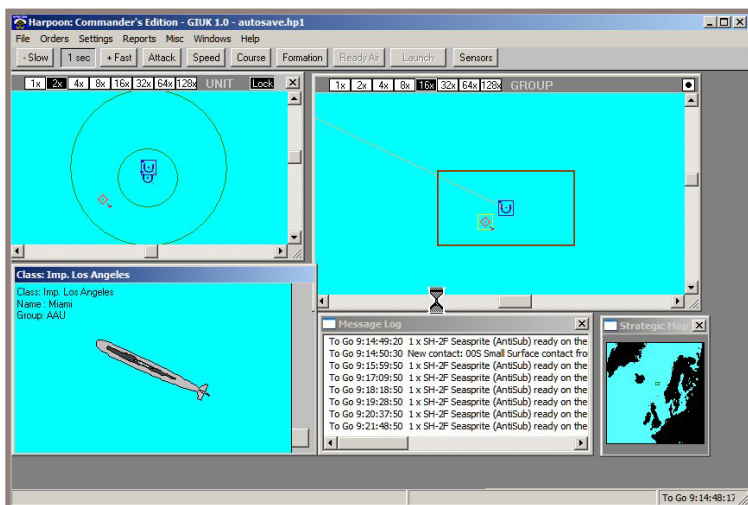 Harpoon: Commander's Edition - GIUK 1.0 - autosave.hp1
File Orders Settings Reports Misc Windows Help
- Slow 1 sec + Fast Attack Speed Course Formation Ready Air Launch Sensors
1x 2x 4x 8x 16x 32x 64x 128x UNIT Lock
1x 2x 4x 8x 16x 32x 64x 128x GROUP
Class: Imp. Los Angeles
Class: Imp. Los Angeles
Name : Miami
Group: AAU
Message Log
To Go 9:14:49:20 1 x SH-2F Seasprite (AntiSub) ready on the
To Go 9:14:50:30 New contact: 00S Small Surface contact fro
To Go 9:15:59:50 1 x SH-2F Seasprite (AntiSub) ready on the
To Go 9:17:09:50 1 x SH-2F Seasprite (AntiSub) ready on the
To Go 9:18:18:50 1 x SH-2F Seasprite (AntiSub) ready on the
To Go 9:19:28:50 1 x SH-2F Seasprite (AntiSub) ready on the
To Go 9:20:37:50 1 x SH-2F Seasprite (AntiSub) ready on the
To Go 9:21:48:50 1 x SH-2F Seasprite (AntiSub) ready on the
Strategic Map
To Go 9:14:48:17